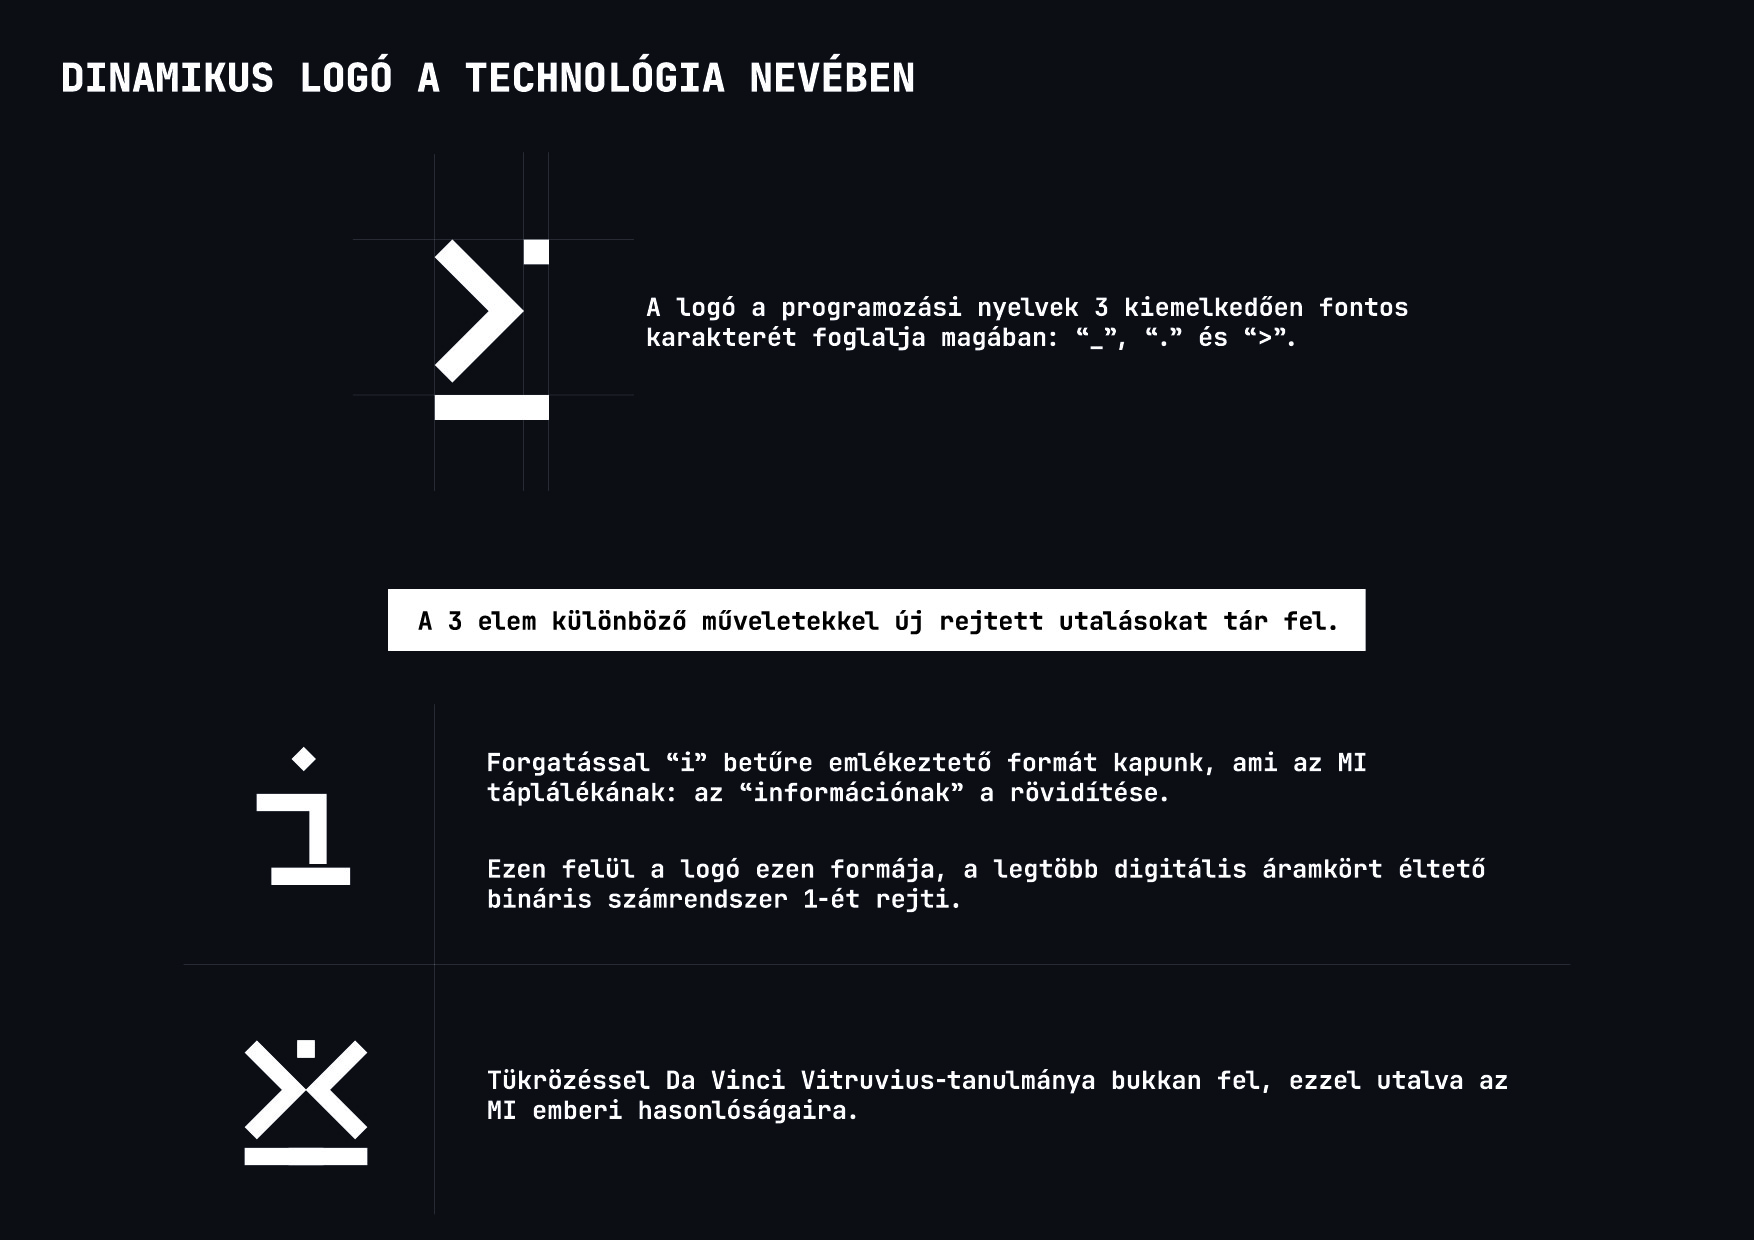 DINAMIKUS LOGÓ A TECHNOLÓGIA NEVÉBEN
A logó a programozási nyelvek 3 kiemelkedően fontos
karakterét foglalja magában: “_”, “.” és “>”.
A 3 elem különböző műveletekkel új rejtett utalásokat tár fel.
Forgatással “i” betűre emlékeztető formát kapunk, ami az MI
táplálékának: az “információnak” a rövidítése.
Ezen felül a logó ezen formája, a legtöbb digitális áramkört éltető
bináris számrendszer 1-ét rejti.
Tükrözéssel Da Vinci Vitruvius-tanulmánya bukkan fel, ezzel utalva az
MI emberi hasonlóságaira.